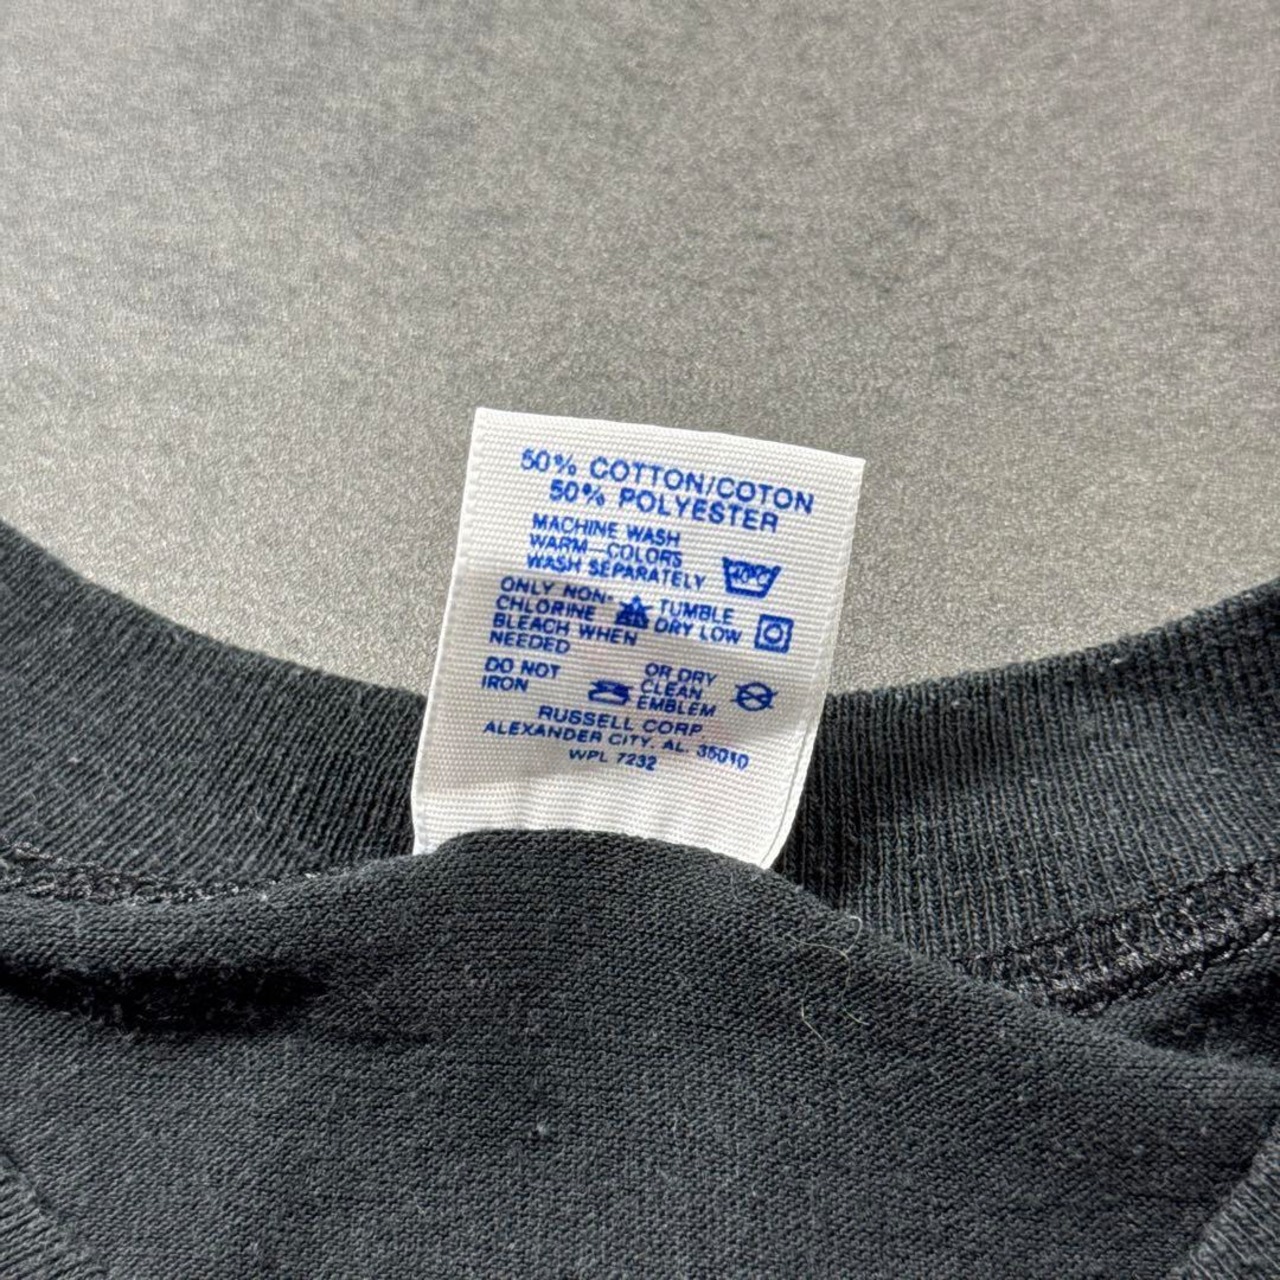 50% COTTON/COTON
50% POLYESTER
MACHINE WASH
WARM—COLORS
WASH SEPARATELY
40°C
ONLY NON-
CHLORINE
BLEACH WHEN
NEEDED
TUMBLE
DRY LOW
DO NOT
IRON
OR DRY
CLEAN
EMBLEM
RUSSELL CORP
ALEXANDER CITY, AL. 35010
WPL 7232